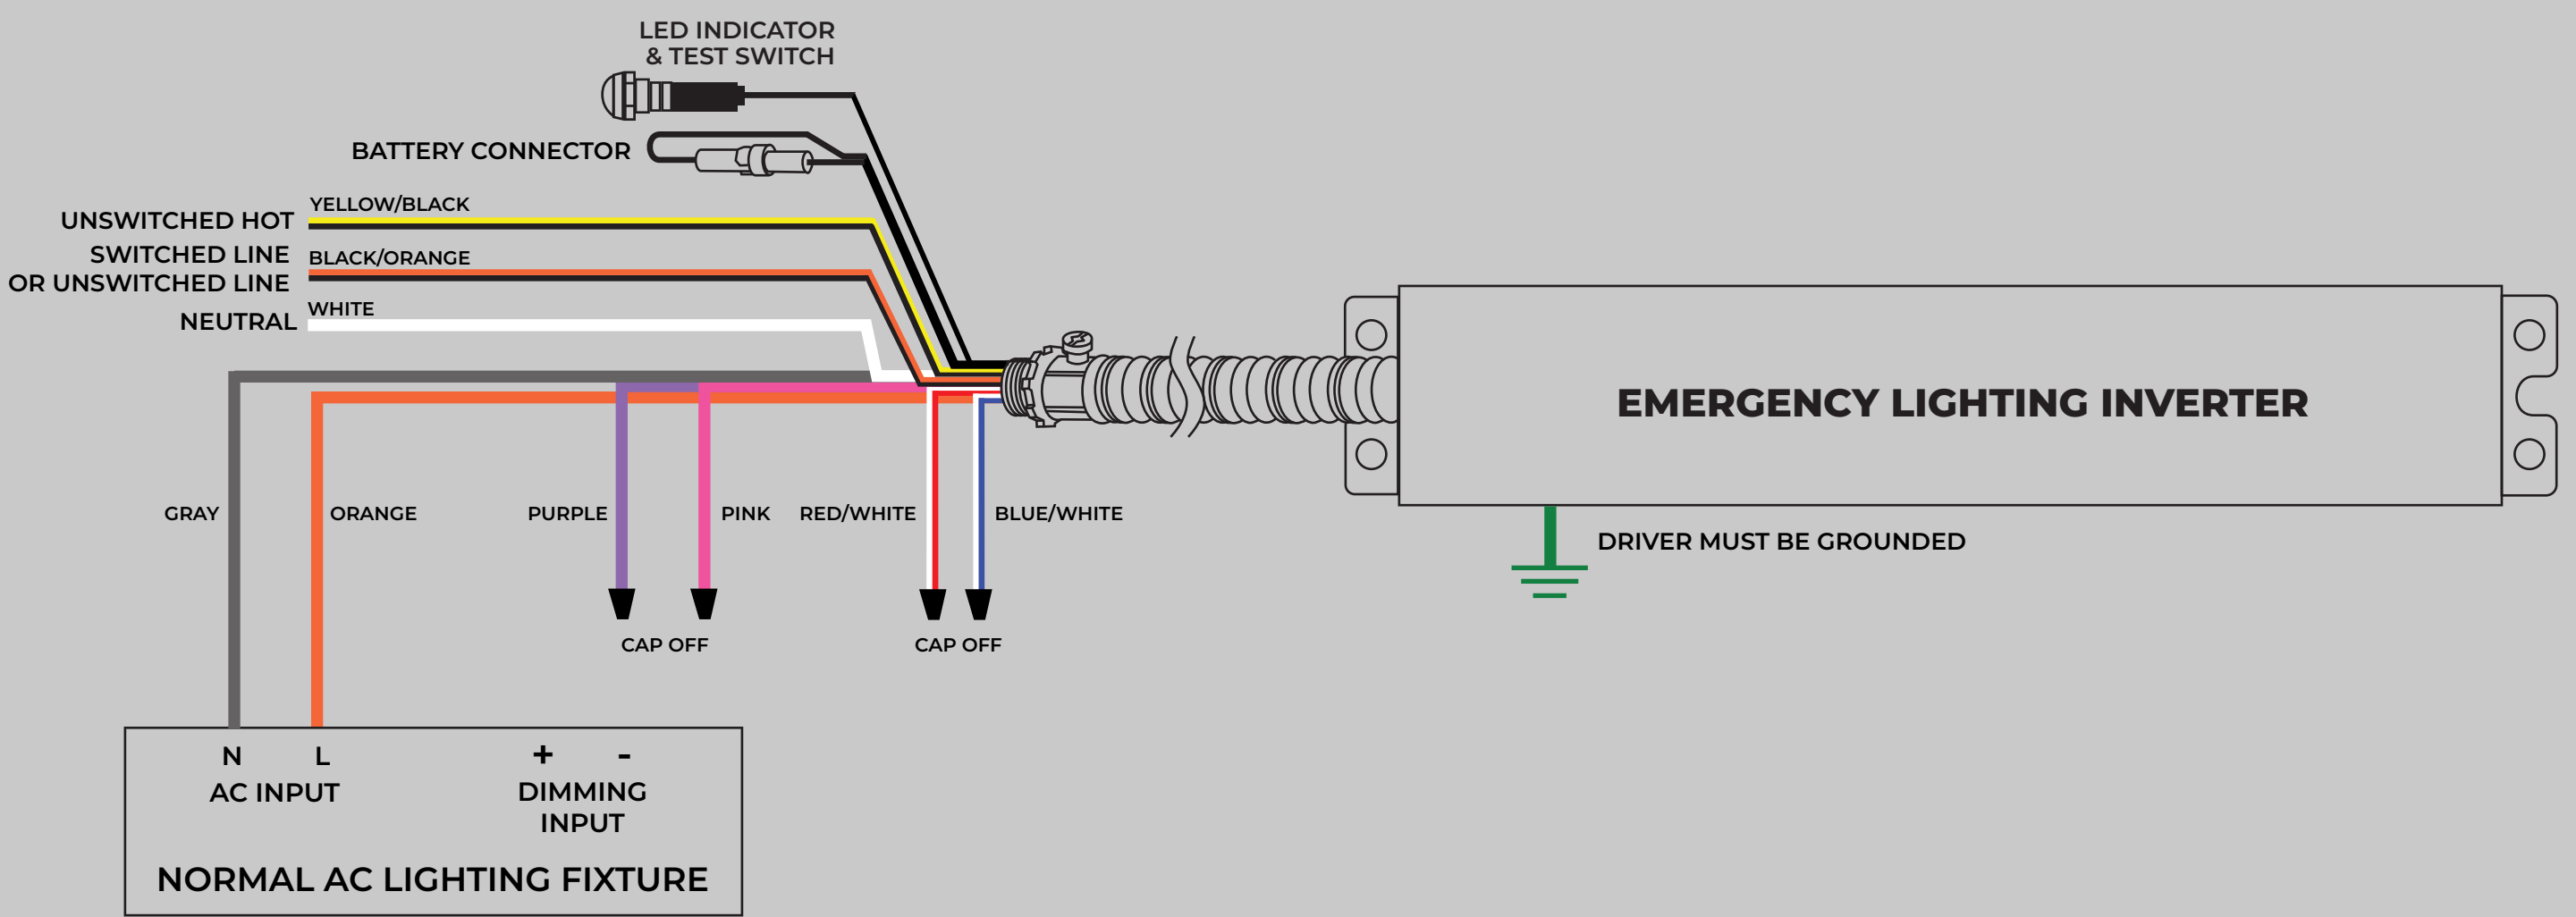 LED INDICATOR
& TEST SWITCH
BATTERY CONNECTOR
YELLOW/BLACK
UNSWITCHED HOT
SWITCHED LINE
OR UNSWITCHED LINE
BLACK/ORANGE
WHITE
NEUTRAL
EMERGENCY LIGHTING INVERTER
GRAY
ORANGE
PURPLE
PINK
RED/WHITE
BLUE/WHITE
DRIVER MUST BE GROUNDED
CAP OFF
CAP OFF
N L + -
AC INPUT
DIMMING
INPUT
NORMAL AC LIGHTING FIXTURE